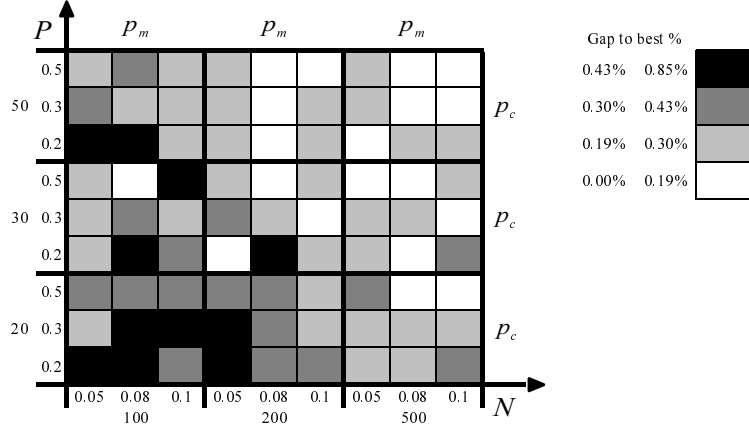 P p_m p_m p_m
Gap to best %
0.5 0.43% 0.85%
50 0.3 p_c 0.30% 0.43%
0.2 0.19% 0.30%
0.5 0.00% 0.19%
30 0.3 p_c
0.2
0.5
20 0.3 p_c
0.2
0.05 0.08 0.1 0.05 0.08 0.1 0.05 0.08 0.1 N
100 200 500